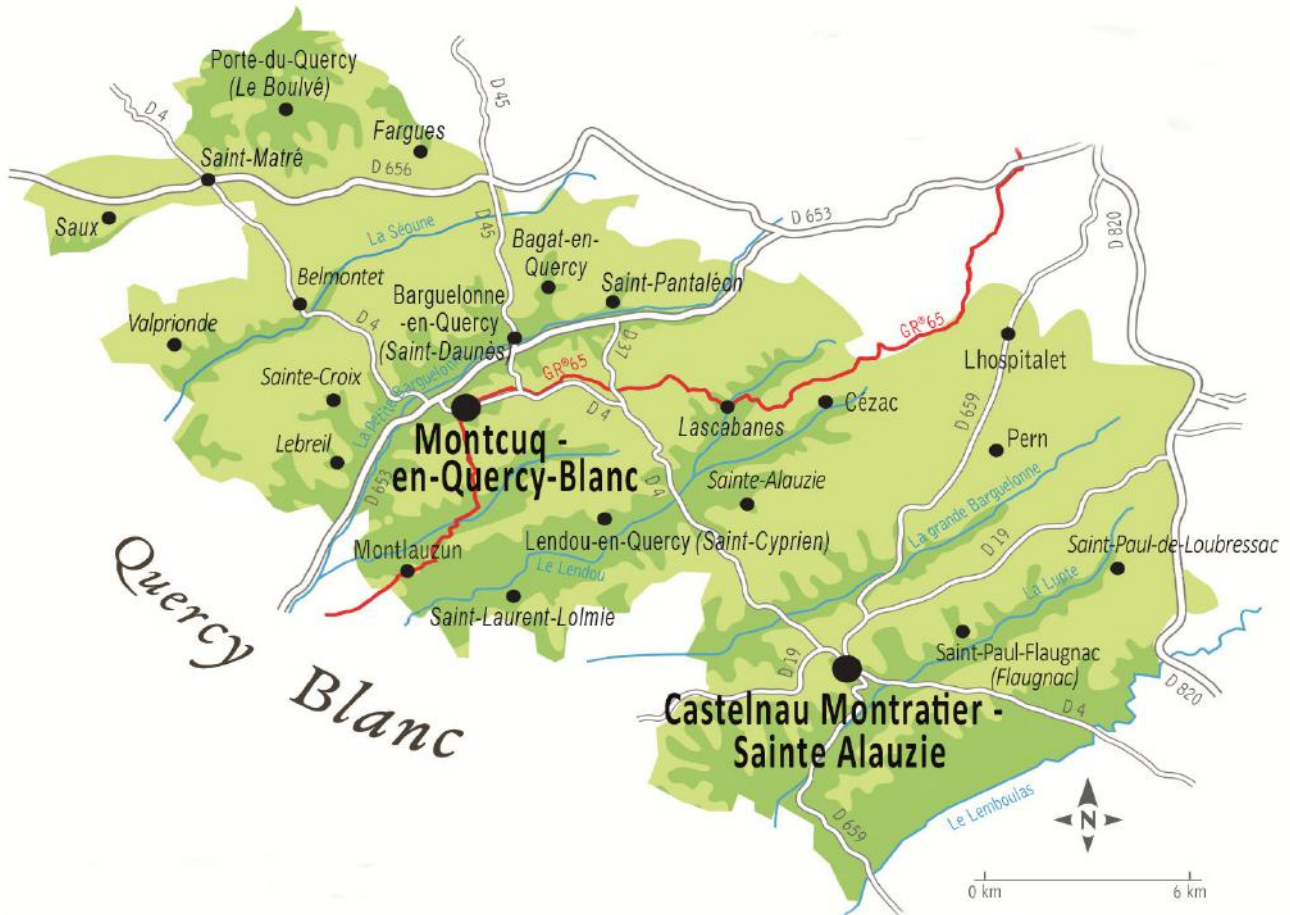 Porte-du-Quercy
(Le Boulvé)
D 4
D 45
Fargues
Saint-Matré
D 656
Saux
La Séoune
D 45
D 653
D 820
Bagat-en-
Quercy
Saint-Pantaléon
Belmontet
Barguelonne
-en-Quercy
(Saint-Daunès)
Valprionde
D 4
D 37
GR®65
Lhospitalet
GR®65
Sainte-Croix
La petite Barguelonne
D 4
Lascabanes
Cézac
D 659
Montcuq -
en-Quercy-Blanc
Pern
Lebreil
D 653
D 4
Sainte-Alauzie
La grande Barguelonne
D 19
Montlauzun
Lendou-en-Quercy (Saint-Cyprien)
Saint-Paul-de-Loubressac
Le Lendou
La Lupte
Saint-Laurent-Lolmie
Quercy Blanc
D 19
Saint-Paul-Flaugnac
(Flaugnac)
D 820
Castelnau Montratier -
Sainte Alauzie
D 4
Le Lemboulas
D 659
N
0 km
6 km